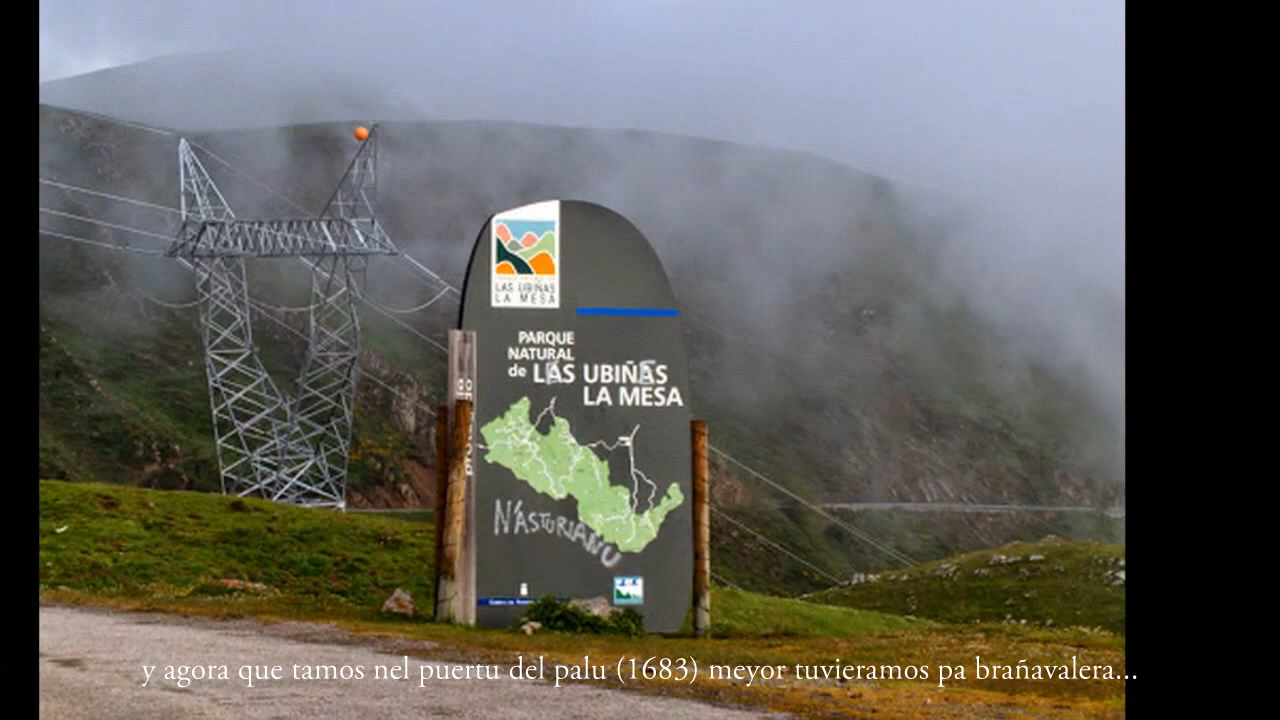 LAS UBIÑAS
LA MESA
PARQUE
NATURAL
de LAS UBIÑAS
LA MESA
N'ASTURIANU
y agora que tamos nel puertu del palu (1683) meyor tuvieramos pa brañavalera...